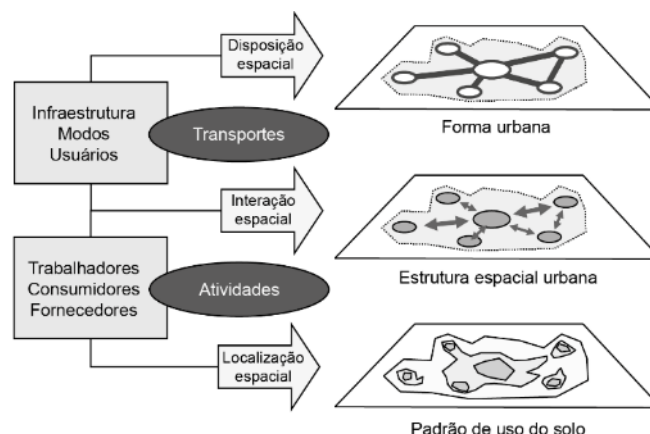 Disposição
espacial
Infraestrutura
Modos
Usuários
Transportes
Forma urbana
Interação
espacial
Trabalhadores
Consumidores
Fornecedores
Atividades
Estrutura espacial urbana
Localização
espacial
Padrão de uso do solo